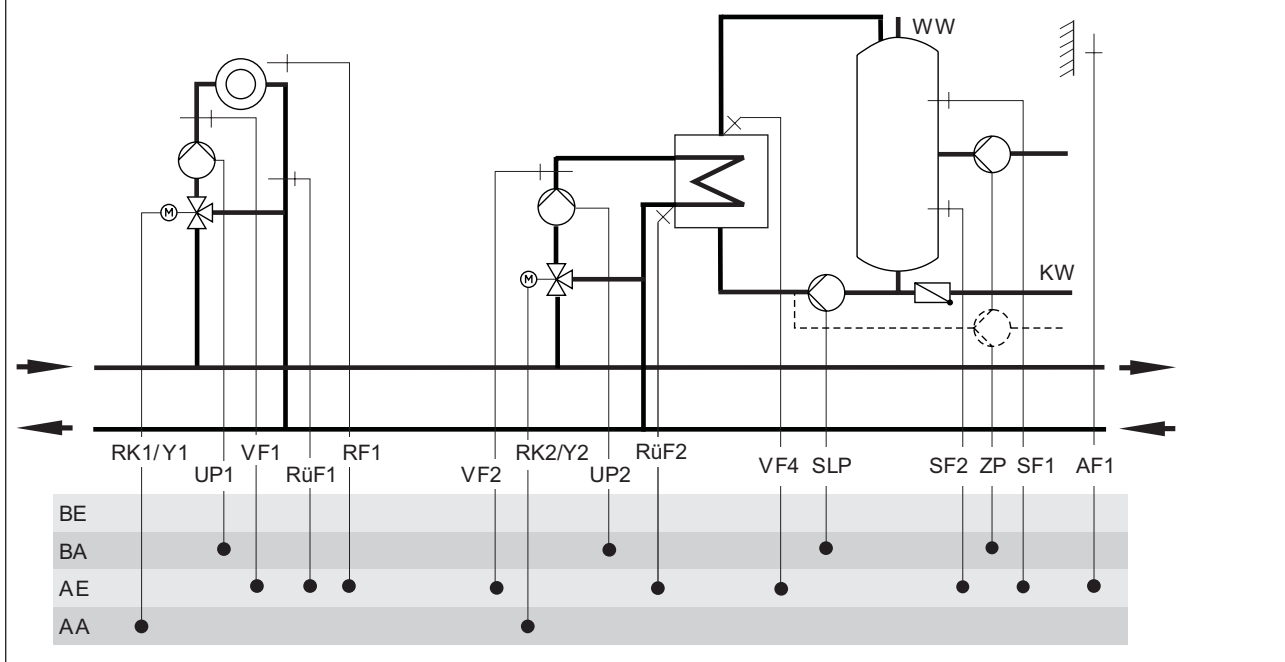 WW
M
M
KW
RK1/Y1 VF1 RF1 RK2/Y2 RüF2
UP1 RüF1 VF2 UP2 VF4 SLP SF2 ZP SF1 AF1
BE
BA
AE
AA